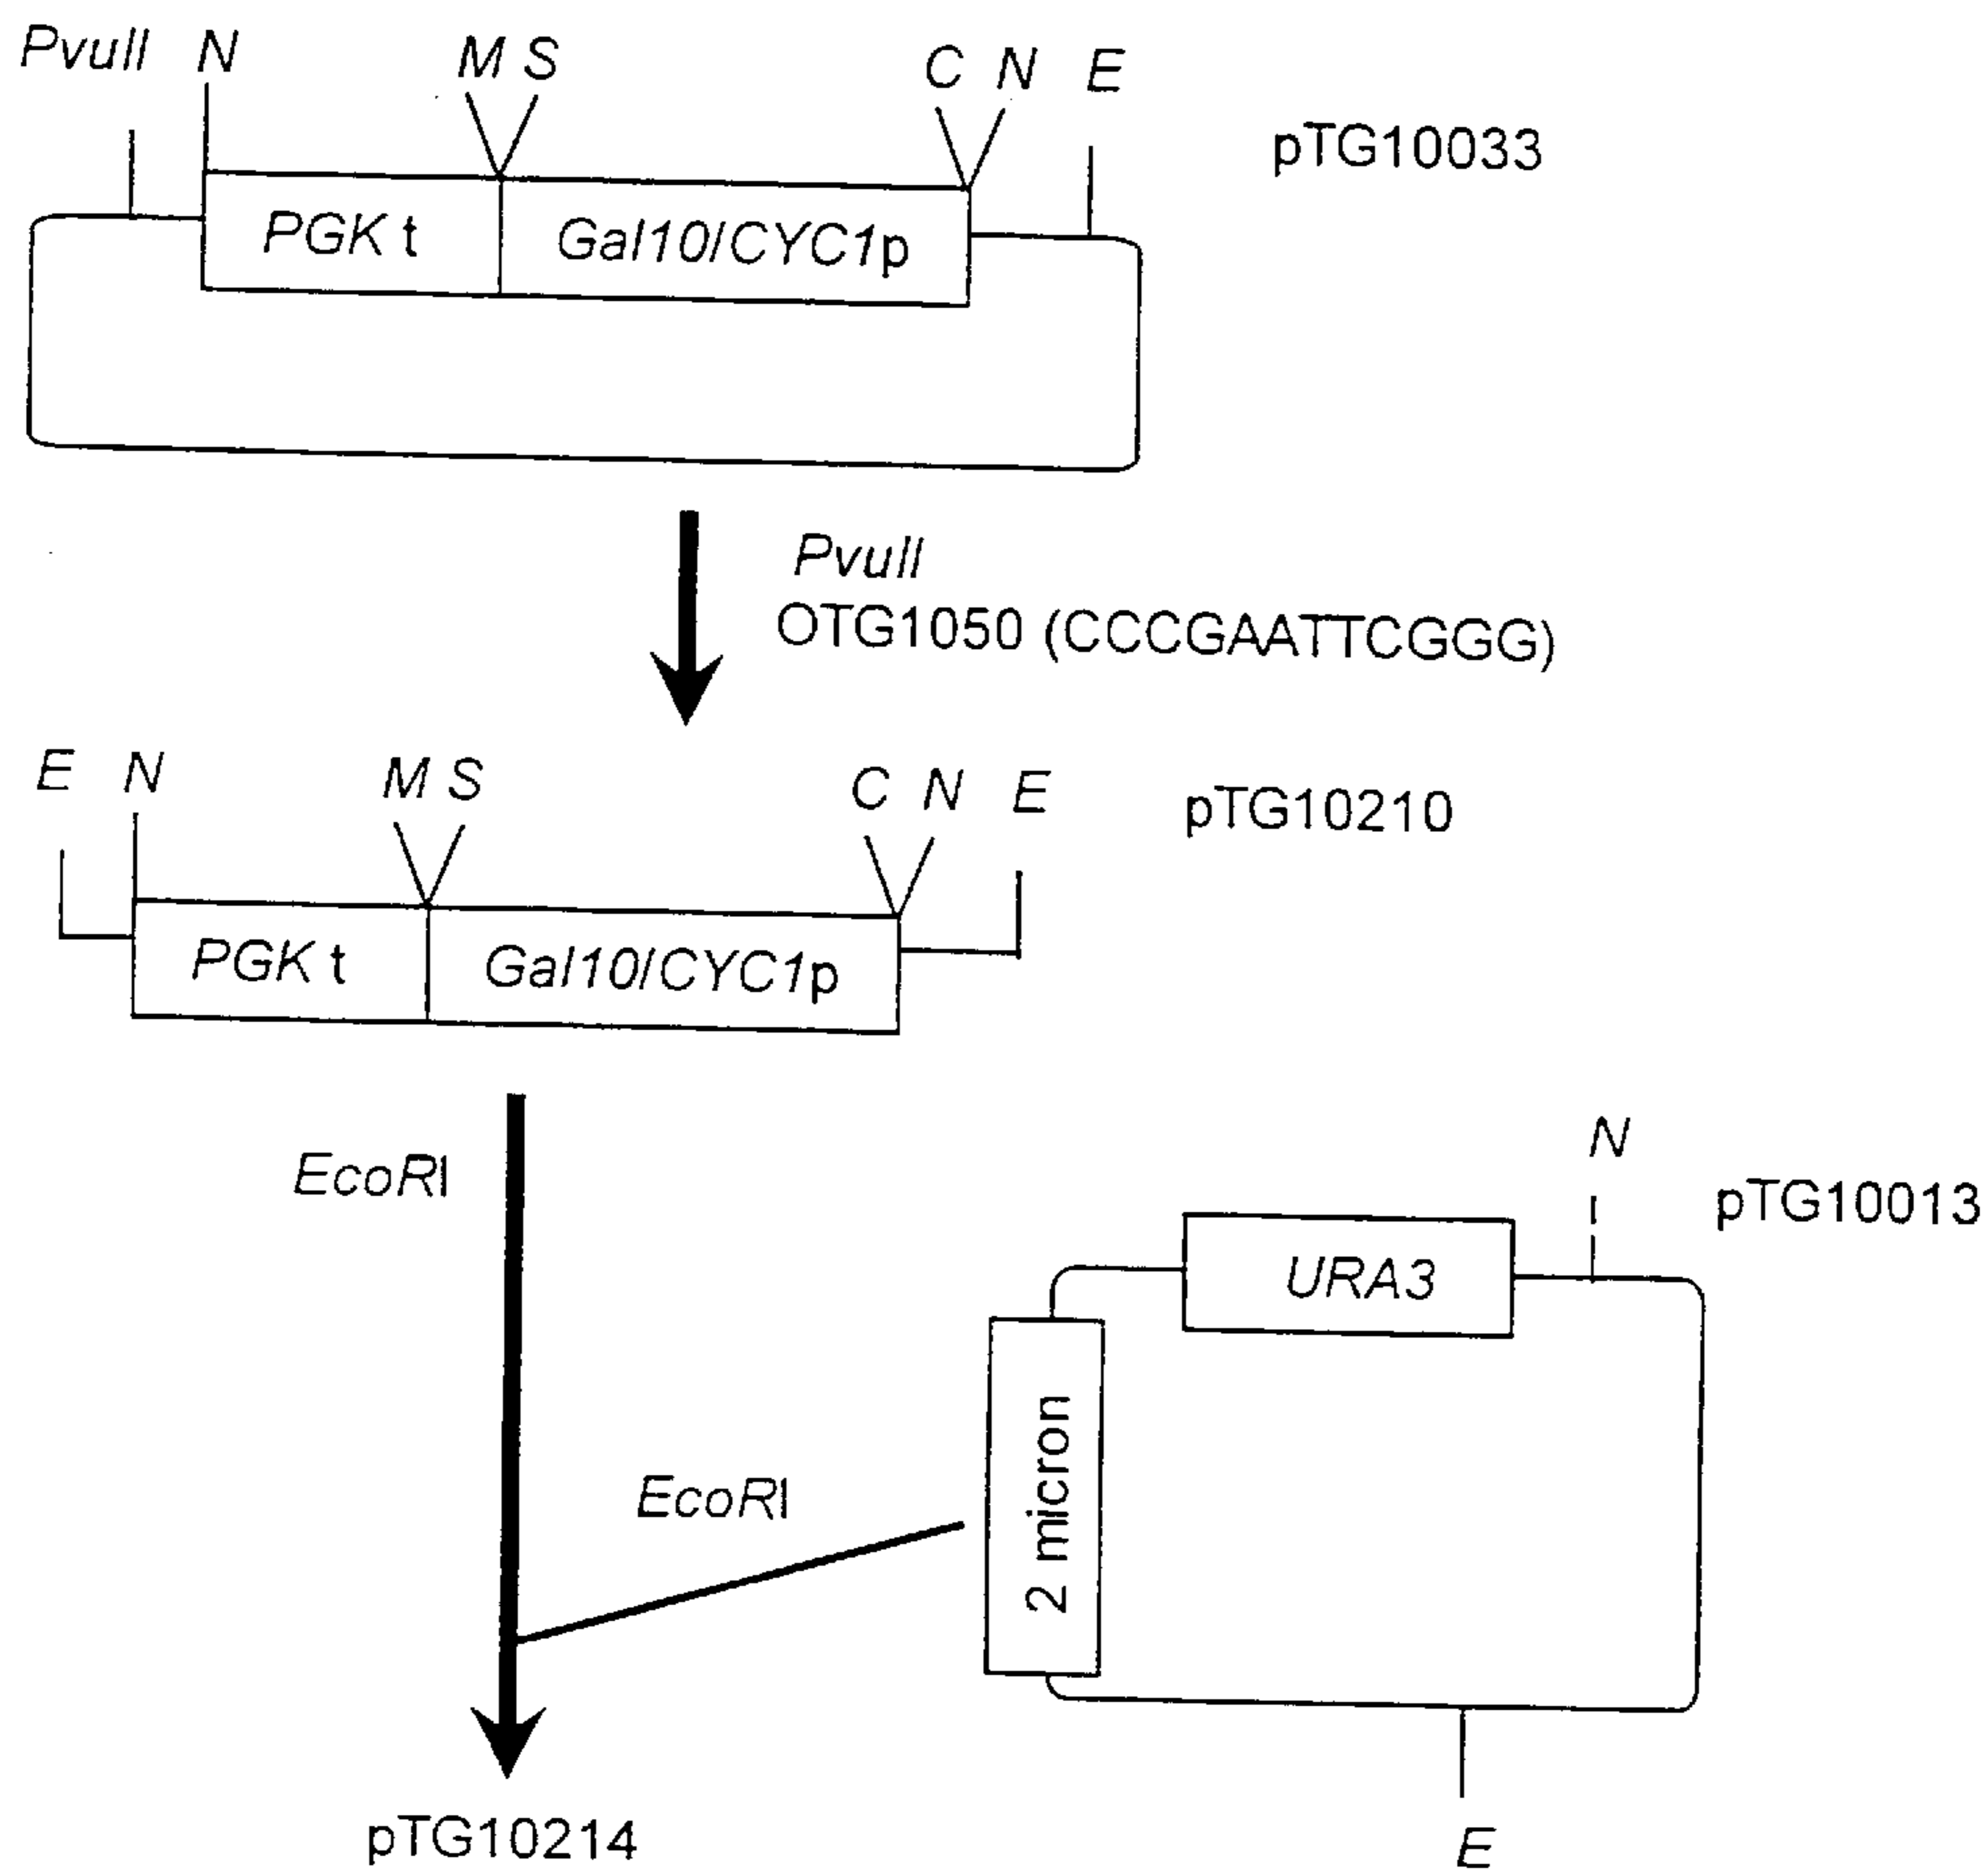 PvuII N M S C N E
pTG10033
PGK t Gal10/CYC1p
PvuII
OTG1050 (CCCGAATTCGGG)
E N M S C N E
pTG10210
PGK t Gal10/CYC1p
N
EcoRI
pTG10013
URA3
EcoRI
2 micron
pTG10214
E